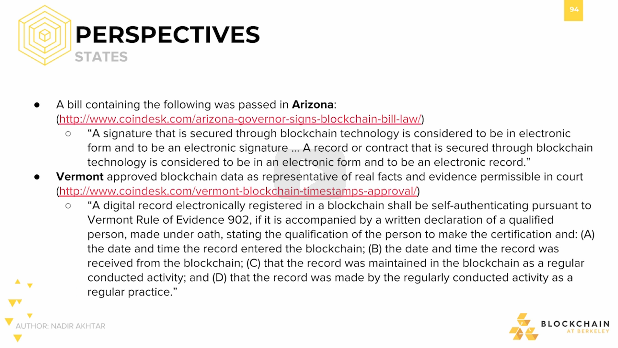 94
PERSPECTIVES
STATES
● A bill containing the following was passed in Arizona:
(http://www.coindesk.com/arizona-governor-signs-blockchain-bill-law/)
○ “A signature that is secured through blockchain technology is considered to be in electronic
form and to be an electronic signature ... A record or contract that is secured through blockchain
technology is considered to be in an electronic form and to be an electronic record.”
● Vermont approved blockchain data as representative of real facts and evidence permissible in court
(http://www.coindesk.com/vermont-blockchain-timestamps-approval/)
○ “A digital record electronically registered in a blockchain shall be self-authenticating pursuant to
Vermont Rule of Evidence 902, if it is accompanied by a written declaration of a qualified
person, made under oath, stating the qualification of the person to make the certification and: (A)
the date and time the record entered the blockchain; (B) the date and time the record was
received from the blockchain; (C) that the record was maintained in the blockchain as a regular
conducted activity; and (D) that the record was made by the regularly conducted activity as a
regular practice.”
AUTHOR: NADIR AKHTAR
BLOCKCHAIN
AT BERKELEY